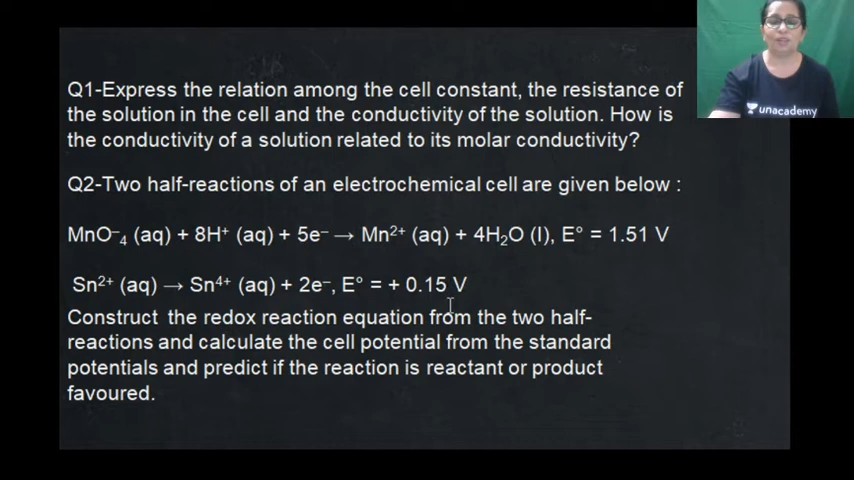 Q1-Express the relation among the cell constant, the resistance of
the solution in the cell and the conductivity of the solution. How is
the conductivity of a solution related to its molar conductivity?
Q2-Two half-reactions of an electrochemical cell are given below :
MnO⁻₄ (aq) + 8H⁺ (aq) + 5e⁻ → Mn²⁺ (aq) + 4H₂O (I), E° = 1.51 V
Sn²⁺ (aq) → Sn⁴⁺ (aq) + 2e⁻, E° = + 0.15 V
Construct the redox reaction equation from the two half-
reactions and calculate the cell potential from the standard
potentials and predict if the reaction is reactant or product
favoured.
unacademy